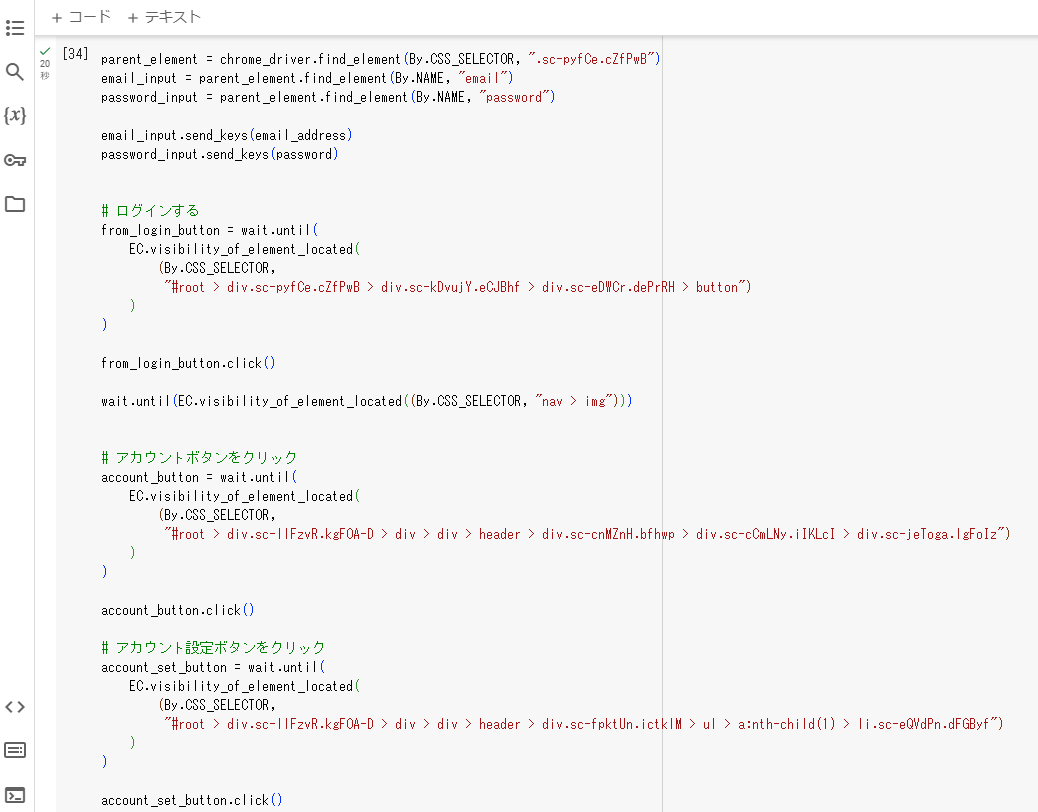 + コード + テキスト
[34]
20
秒
{x}
parent_element = chrome_driver.find_element(By.CSS_SELECTOR, ".sc-pyfCe.cZfPwB")
email_input = parent_element.find_element(By.NAME, "email")
password_input = parent_element.find_element(By.NAME, "password")
email_input.send_keys(email_address)
password_input.send_keys(password)
# ログインする
from_login_button = wait.until(
EC.visibility_of_element_located(
(By.CSS_SELECTOR,
"#root > div.sc-pyfCe.cZfPwB > div.sc-kDvujY.eCJBhf > div.sc-eDWCr.dePrRH > button")
)
)
from_login_button.click()
wait.until(EC.visibility_of_element_located((By.CSS_SELECTOR, "nav > img")))
# アカウントボタンをクリック
account_button = wait.until(
EC.visibility_of_element_located(
(By.CSS_SELECTOR,
"#root > div.sc-llFzvR.kgFOA-D > div > div > header > div.sc-cnMZnH.bfhwp > div.sc-cCmLNy.iIKLcI > div.sc-jeToga.lgFoIz")
)
)
account_button.click()
# アカウント設定ボタンをクリック
account_set_button = wait.until(
EC.visibility_of_element_located(
(By.CSS_SELECTOR,
"#root > div.sc-llFzvR.kgFOA-D > div > div > header > div.sc-fpktUn.ictklM > ul > a:nth-child(1) > li.sc-eQVdPn.dFGByf")
)
)
account_set_button.click()